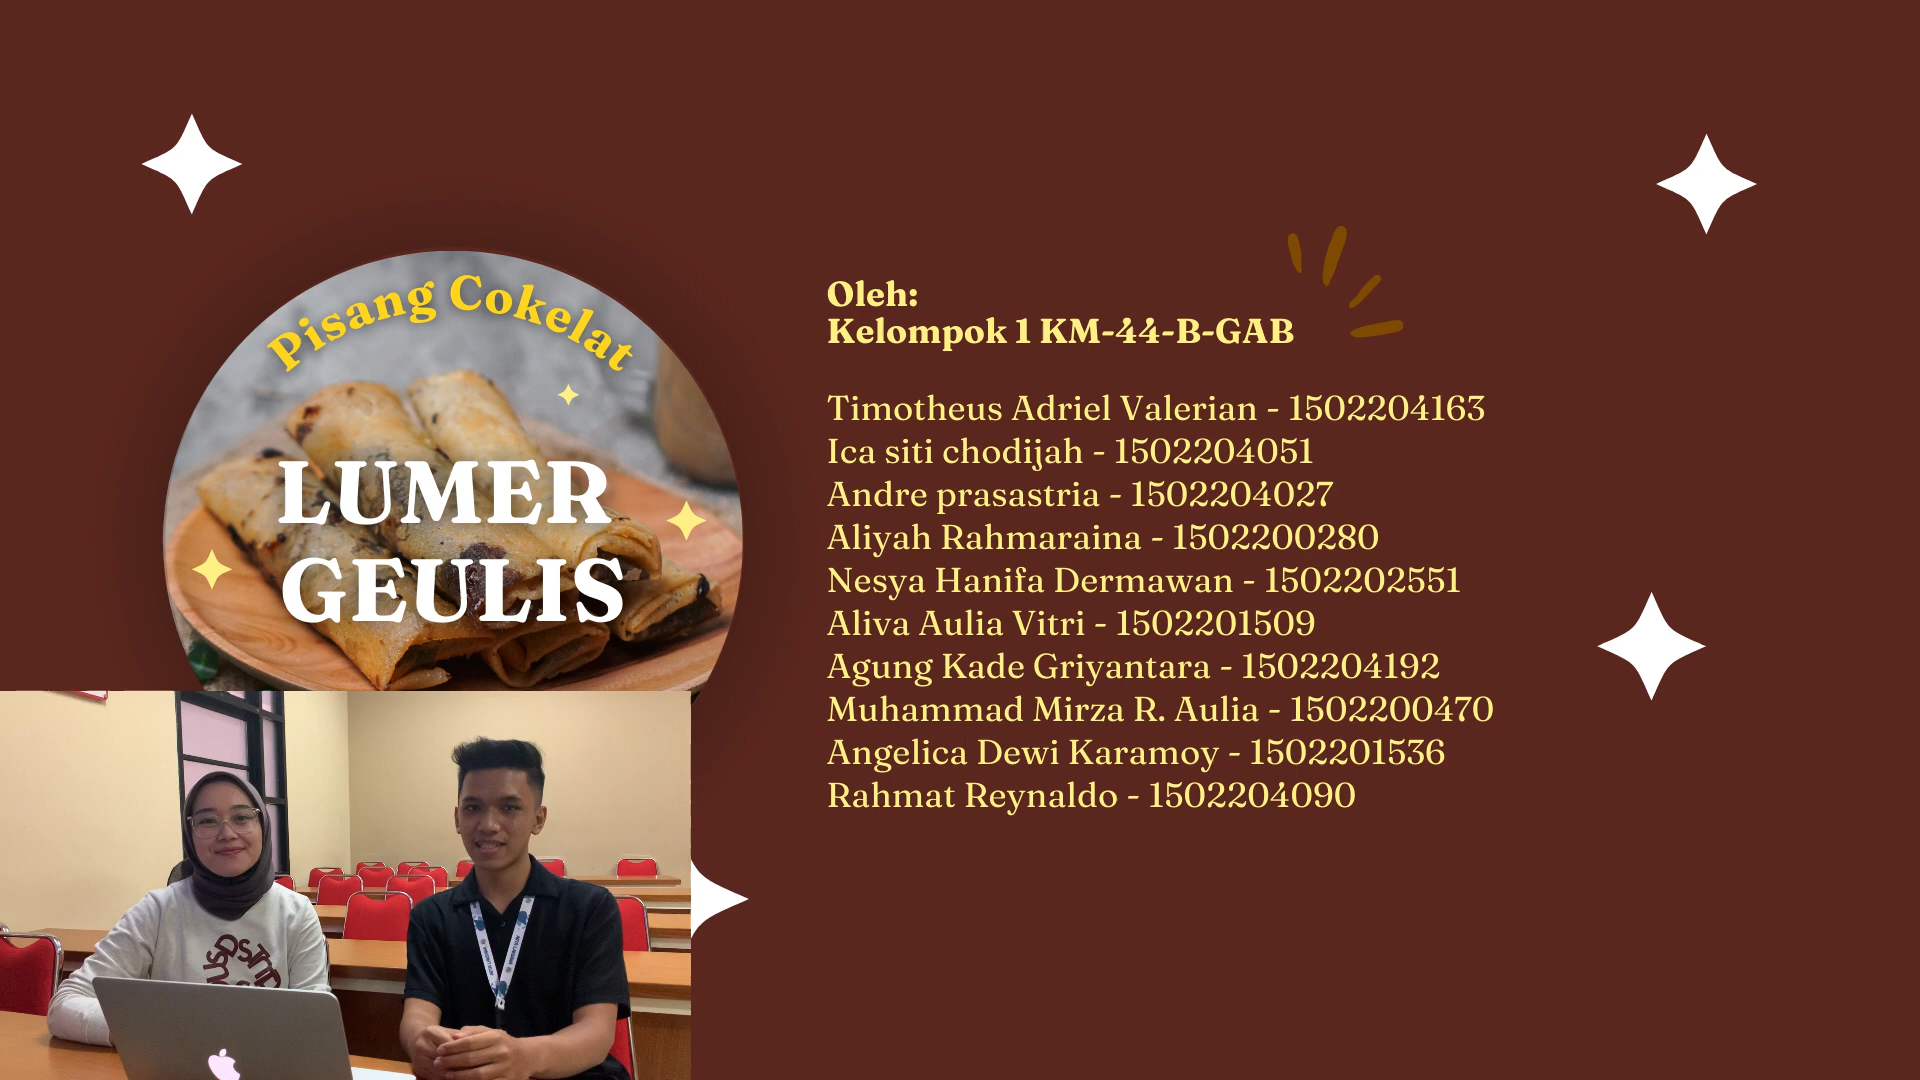 Pisang Cokelat
LUMER
GEULIS
Oleh:
Kelompok 1 KM-44-B-GAB
Timotheus Adriel Valerian - 1502204163
Ica siti chodijah - 1502204051
Andre prasastria - 1502204027
Aliyah Rahmaraina - 1502200280
Nesya Hanifa Dermawan - 1502202551
Aliva Aulia Vitri - 1502201509
Agung Kade Griyantara - 1502204192
Muhammad Mirza R. Aulia - 1502200470
Angelica Dewi Karamoy - 1502201536
Rahmat Reynaldo - 1502204090